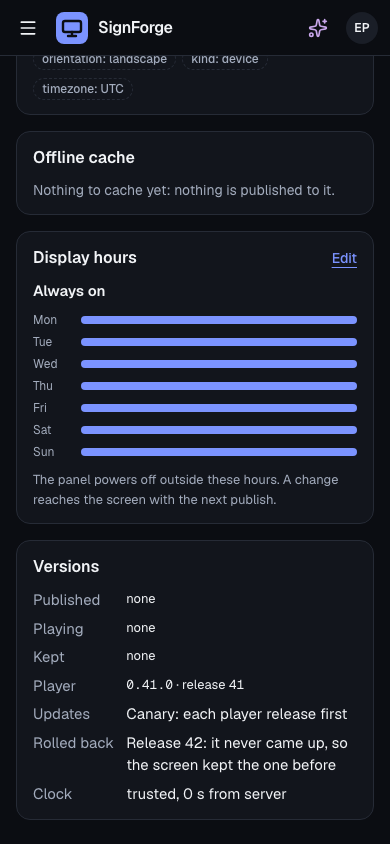 SignForge
EP
orientation: landscape
kind: device
timezone: UTC
Offline cache
Nothing to cache yet: nothing is published to it.
Display hours
Edit
Always on
Mon
Tue
Wed
Thu
Fri
Sat
Sun
The panel powers off outside these hours. A change
reaches the screen with the next publish.
Versions
Published none
Playing none
Kept none
Player 0.41.0 · release 41
Updates Canary: each player release first
Rolled back Release 42: it never came up, so
the screen kept the one before
Clock trusted, 0 s from server